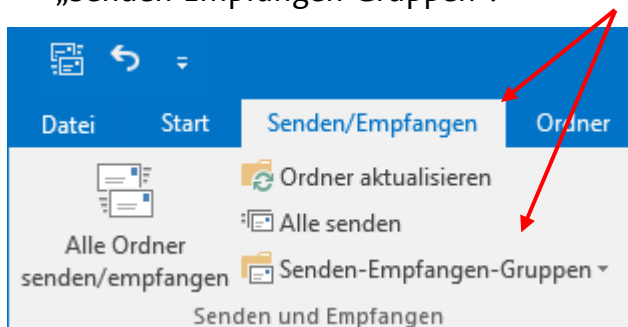 „Senden-Empfangen-Gruppen“.
Datei Start Senden/Empfangen Ordner
Alle Ordner
senden/empfangen
Ordner aktualisieren
Alle senden
Senden-Empfangen-Gruppen
Senden und Empfangen